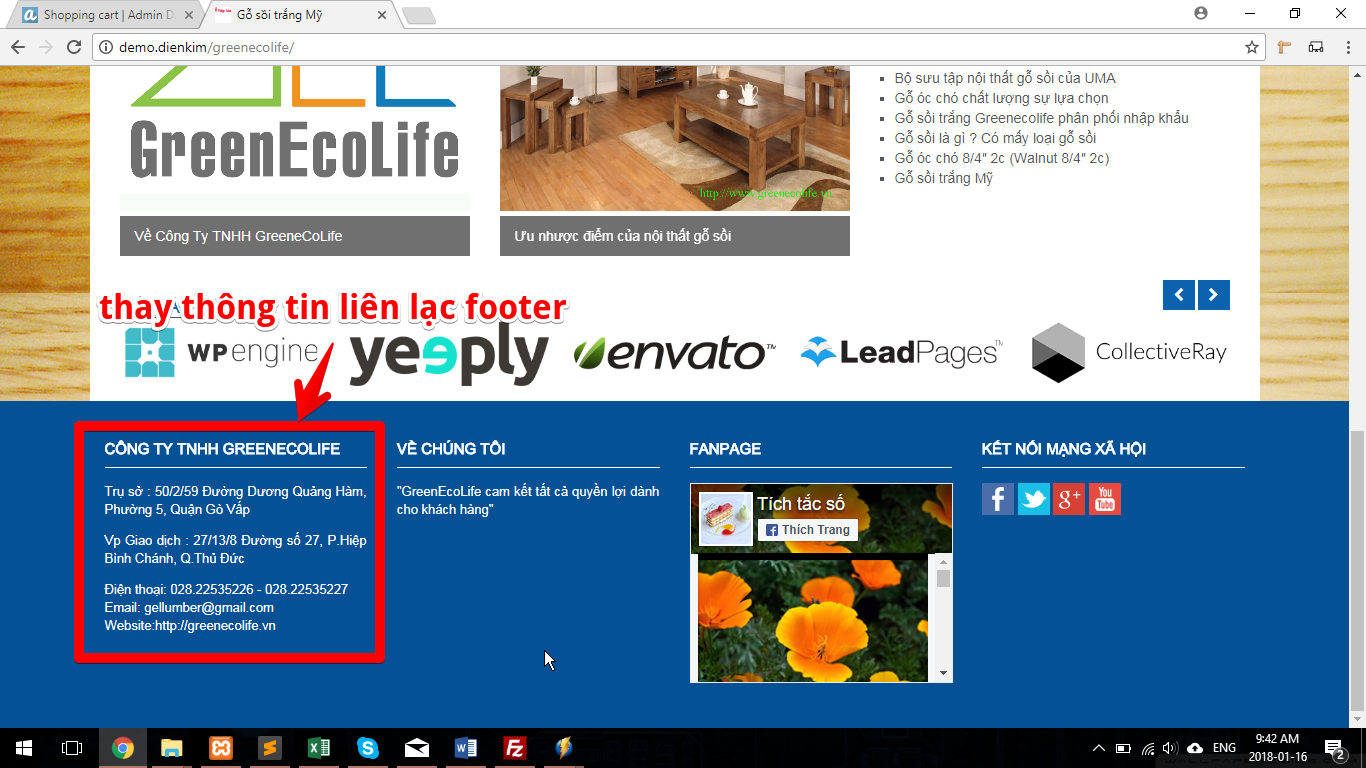 Shopping cart | Admin D
Gỗ sồi trắng Mỹ
demo.dienkim/greenecolife/
GreenEcoLife
http://www.greenecolife.vn
Về Công Ty TNHH GreeneCoLife
Ưu nhược điểm của nội thất gỗ sồi
Bộ sưu tập nội thất gỗ sồi của UMA
Gỗ óc chó chất lượng sự lựa chọn
Gỗ sồi trắng Greenecolife phân phối nhập khẩu
Gỗ sồi là gì ? Có mấy loại gỗ sồi
Gỗ óc chó 8/4" 2c (Walnut 8/4" 2c)
Gỗ sồi trắng Mỹ
thay thông tin liên lạc footer
WP engine
yeeply
envato™
LeadPages™
CollectiveRay
CÔNG TY TNHH GREENECOLIFE
Trụ sở : 50/2/59 Đường Dương Quảng Hàm,
Phường 5, Quận Gò Vấp
Vp Giao dịch : 27/13/8 Đường số 27, P.Hiệp
Bình Chánh, Q.Thủ Đức
Điện thoại: 028.22535226 - 028.22535227
Email: gellumber@gmail.com
Website:http://greenecolife.vn
VỀ CHÚNG TÔI
"GreenEcoLife cam kết tất cả quyền lợi dành
cho khách hàng"
FANPAGE
Tích tắc số
Thích Trang
KẾT NỐI MẠNG XÃ HỘI
You
Tube
ENG
9:42 AM
2018-01-16
2